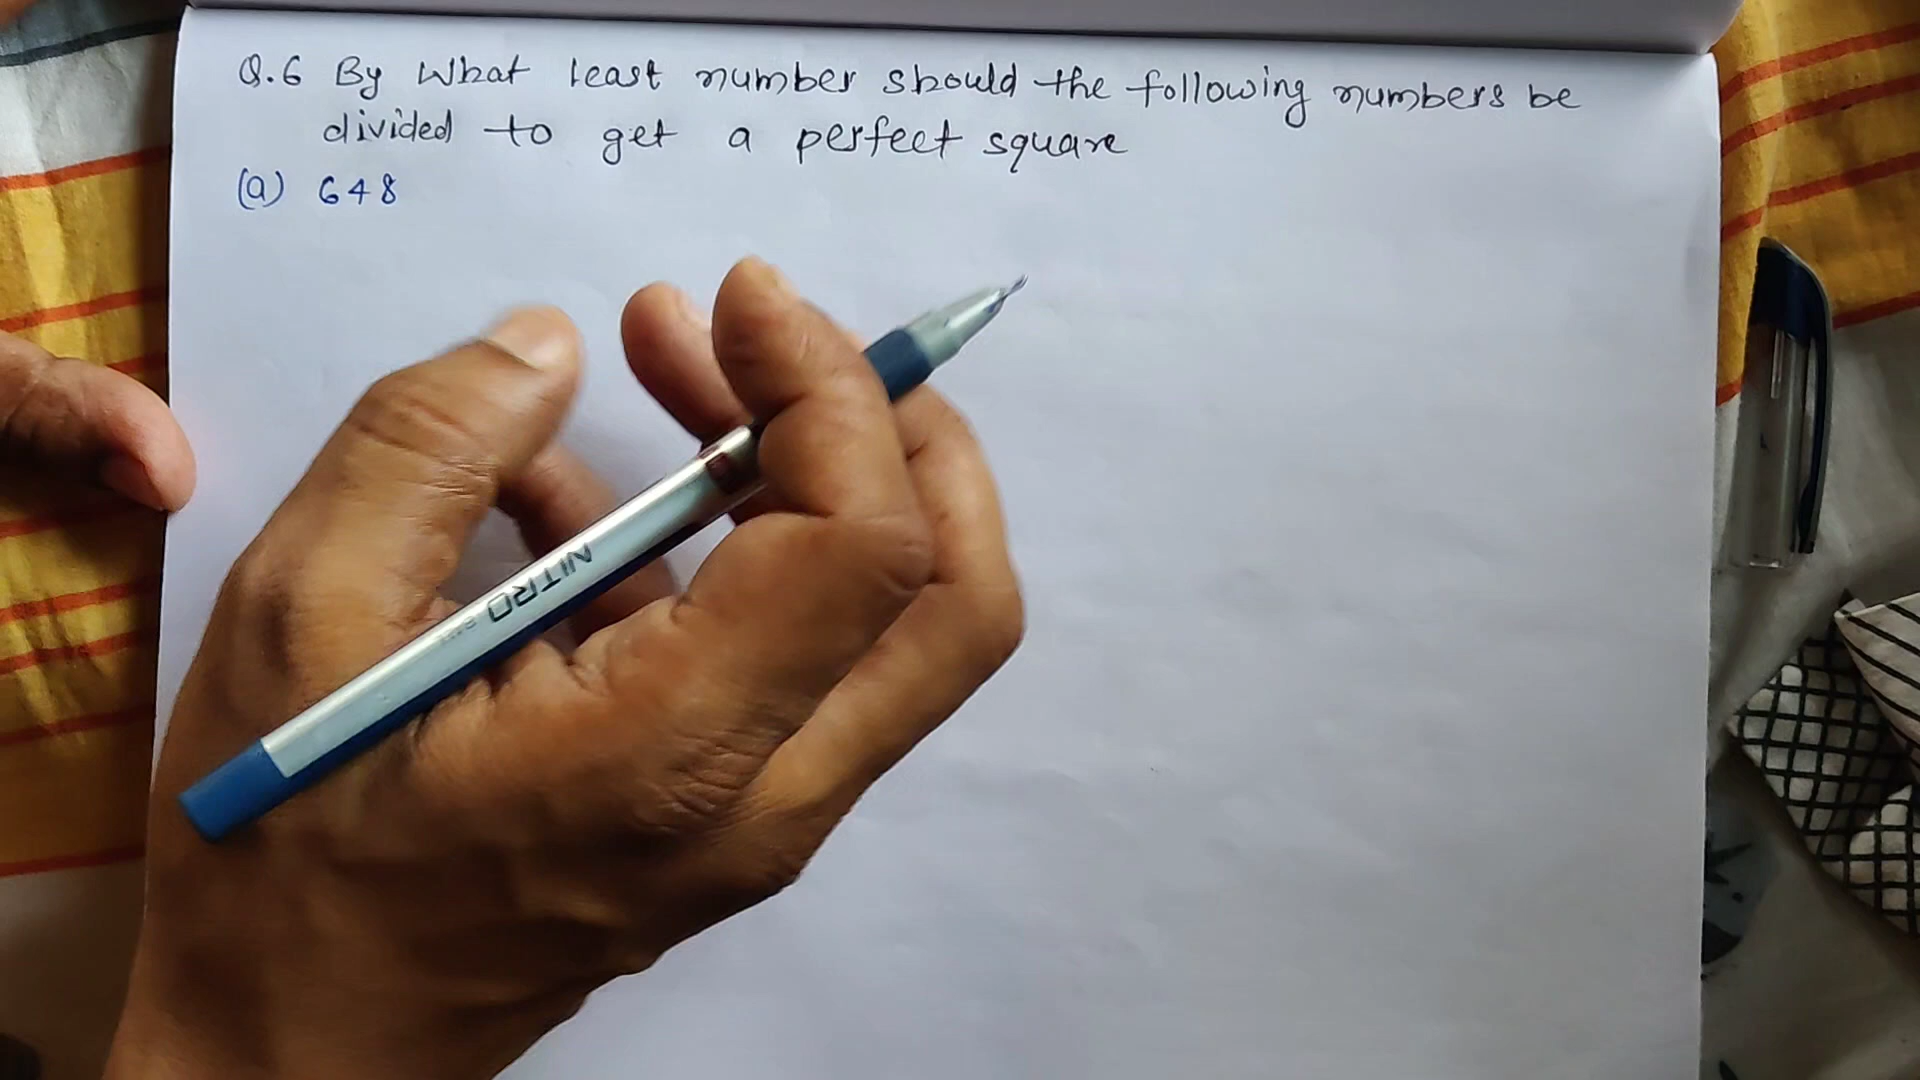 Q.6 By What least number should the following numbers be
divided to get a perfect square
(a) 648
NITRO